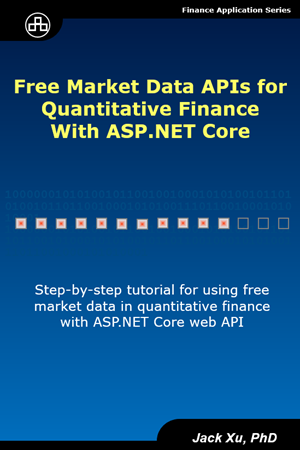 Finance Application Series
Free Market Data APIs for
Quantitative Finance
With ASP.NET Core
Step-by-step tutorial for using free
market data in quantitative finance
with ASP.NET Core web API
Jack Xu, PhD